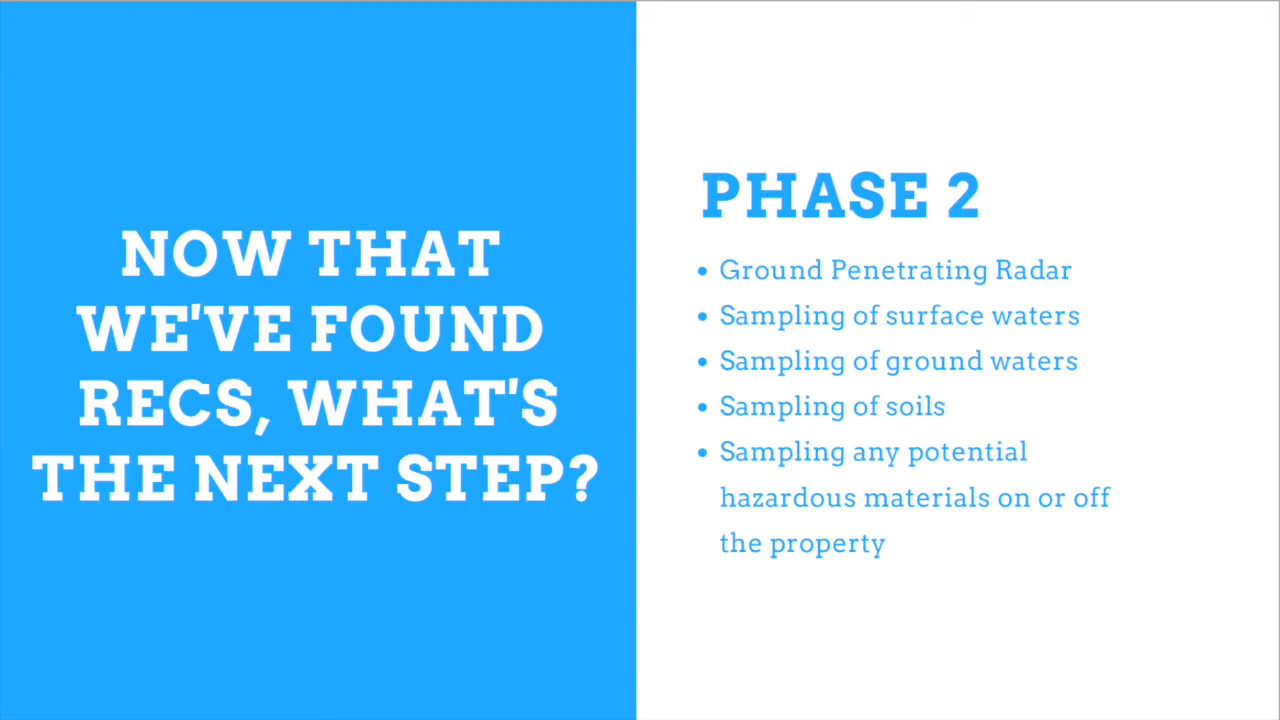 NOW THAT
WE'VE FOUND
RECS, WHAT'S
THE NEXT STEP?
PHASE 2
• Ground Penetrating Radar
• Sampling of surface waters
• Sampling of ground waters
• Sampling of soils
• Sampling any potential
hazardous materials on or off
the property